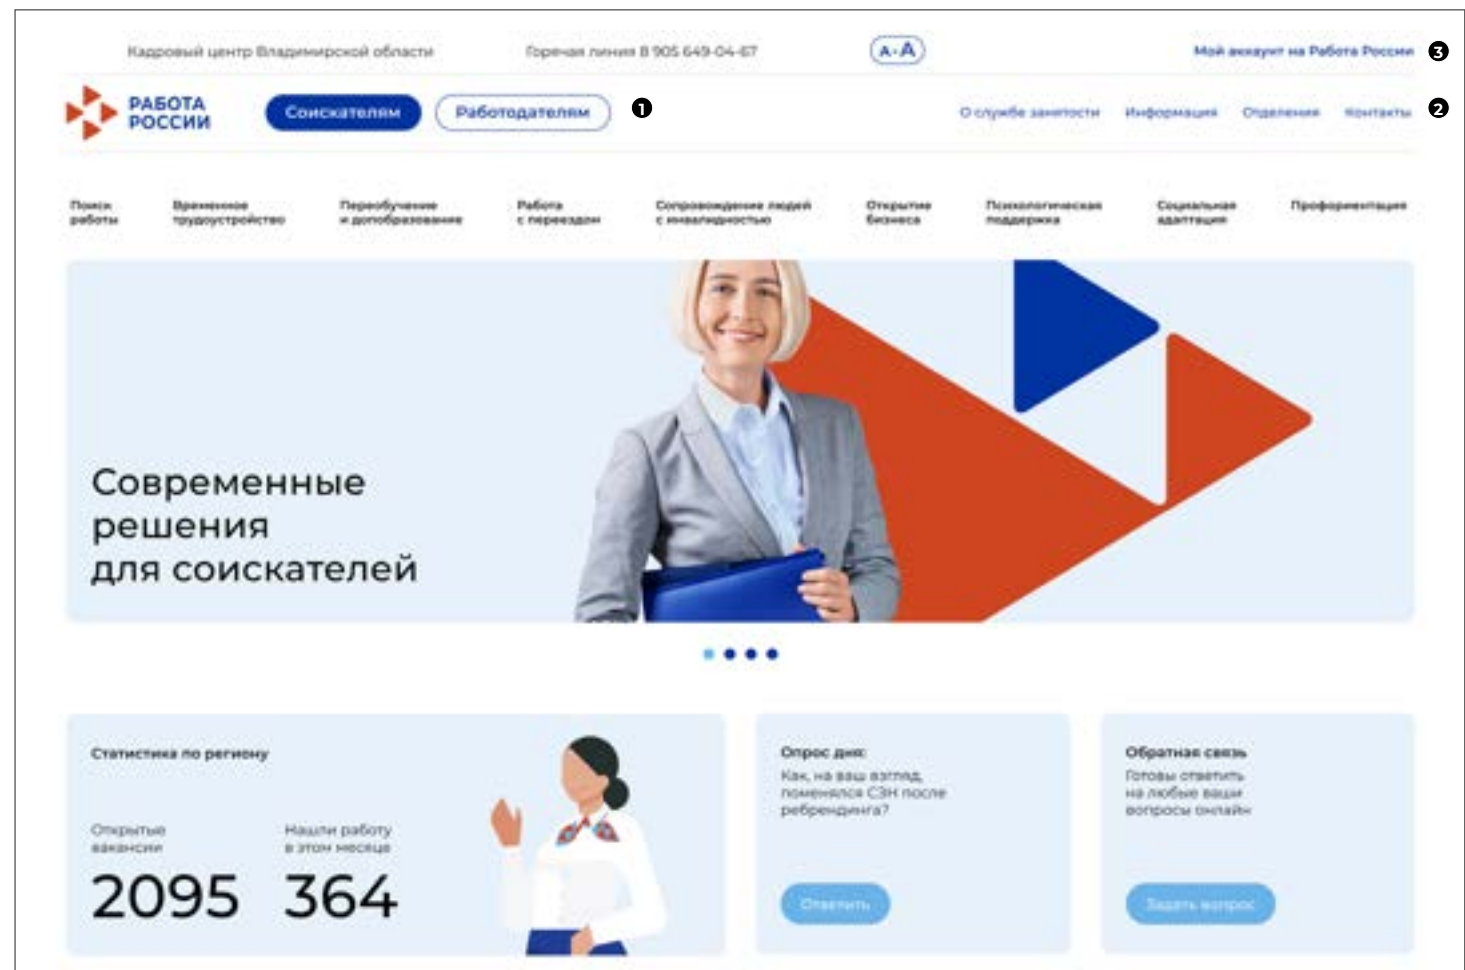 Кадровый центр Владимирской области
Горячая линия 8 905 649-04-67
A-A
Мой аккаунт на Работа России
3
РАБОТА
РОССИИ
Соискателям
Работодателям
1
О службе занятости
Информация
Отделения
Контакты
2
Поиск
работы
Временное
трудоустройство
Переобучение
и допобразование
Работа
с переездом
Сопровождение людей
с инвалидностью
Открытие
бизнеса
Психологическая
поддержка
Социальная
адаптация
Профориентация
Современные
решения
для соискателей
Статистика по региону
Открытые
вакансии
2095
Нашли работу
в этом месяце
364
Опрос дня:
Как, на ваш взгляд,
поменялся СЗН после
ребрендинга?
Ответить
Обратная связь
Готовы ответить
на любые ваши
вопросы онлайн
Задать вопрос